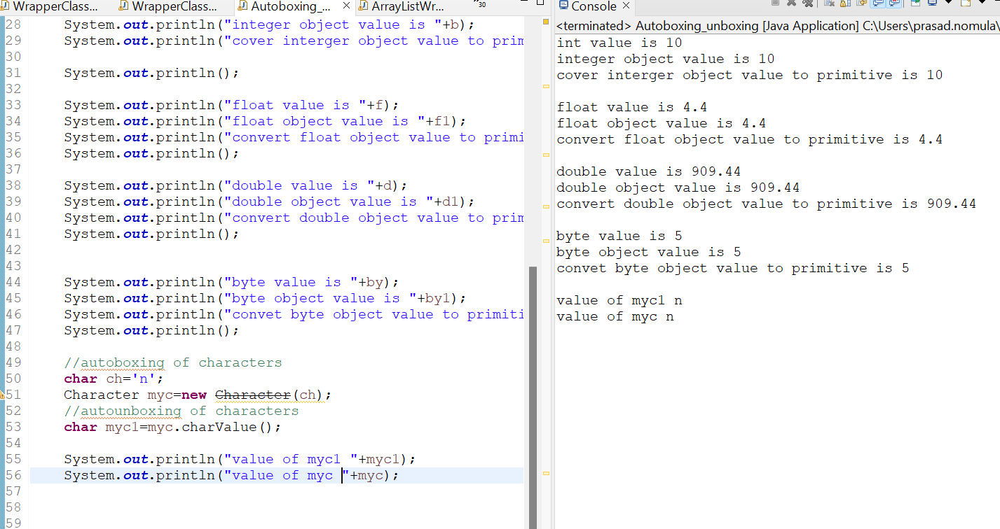 WrapperClass...
WrapperClass...
Autoboxing_...
ArrayListWr...
30
28 System.out.println("integer object value is "+b);
29 System.out.println("cover interger object value to prim
30
31 System.out.println();
32
33 System.out.println("float value is "+f);
34 System.out.println("float object value is "+f1);
35 System.out.println("convert float object value to primi
36 System.out.println();
37
38 System.out.println("double value is "+d);
39 System.out.println("double object value is "+d1);
40 System.out.println("convert double object value to prim
41 System.out.println();
42
43
44 System.out.println("byte value is "+by);
45 System.out.println("byte object value is "+by1);
46 System.out.println("convet byte object value to primiti
47 System.out.println();
48
49 //autoboxing of characters
50 char ch='n';
51 Character myc=new Character(ch);
52 //autounboxing of characters
53 char myc1=myc.charValue();
54
55 System.out.println("value of myc1 "+myc1);
56 System.out.println("value of myc "+myc);
57
58
59
Console
<terminated> Autoboxing_unboxing [Java Application] C:\Users\prasad.nomula\
int value is 10
integer object value is 10
cover interger object value to primitive is 10
float value is 4.4
float object value is 4.4
convert float object value to primitive is 4.4
double value is 909.44
double object value is 909.44
convert double object value to primitive is 909.44
byte value is 5
byte object value is 5
convet byte object value to primitive is 5
value of myc1 n
value of myc n